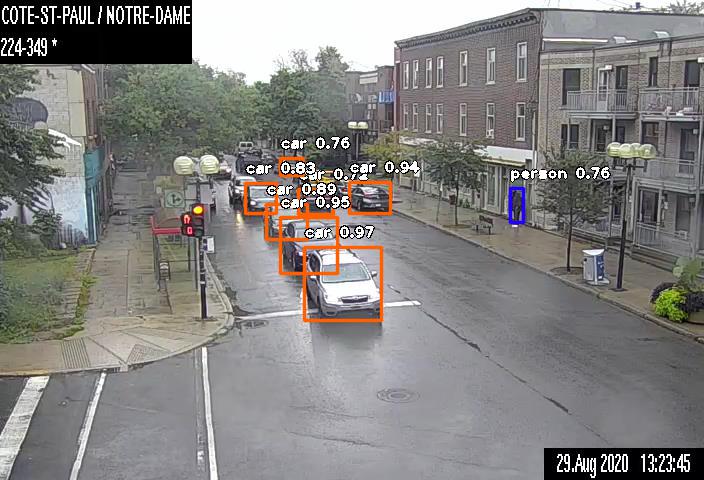 COTE-ST-PAUL / NOTRE-DAME
224-349 *
car 0.76
car 0.83
car 0.94
person 0.76
car 0.89
car 0.95
car 0.97
29.Aug 2020 13:23:45